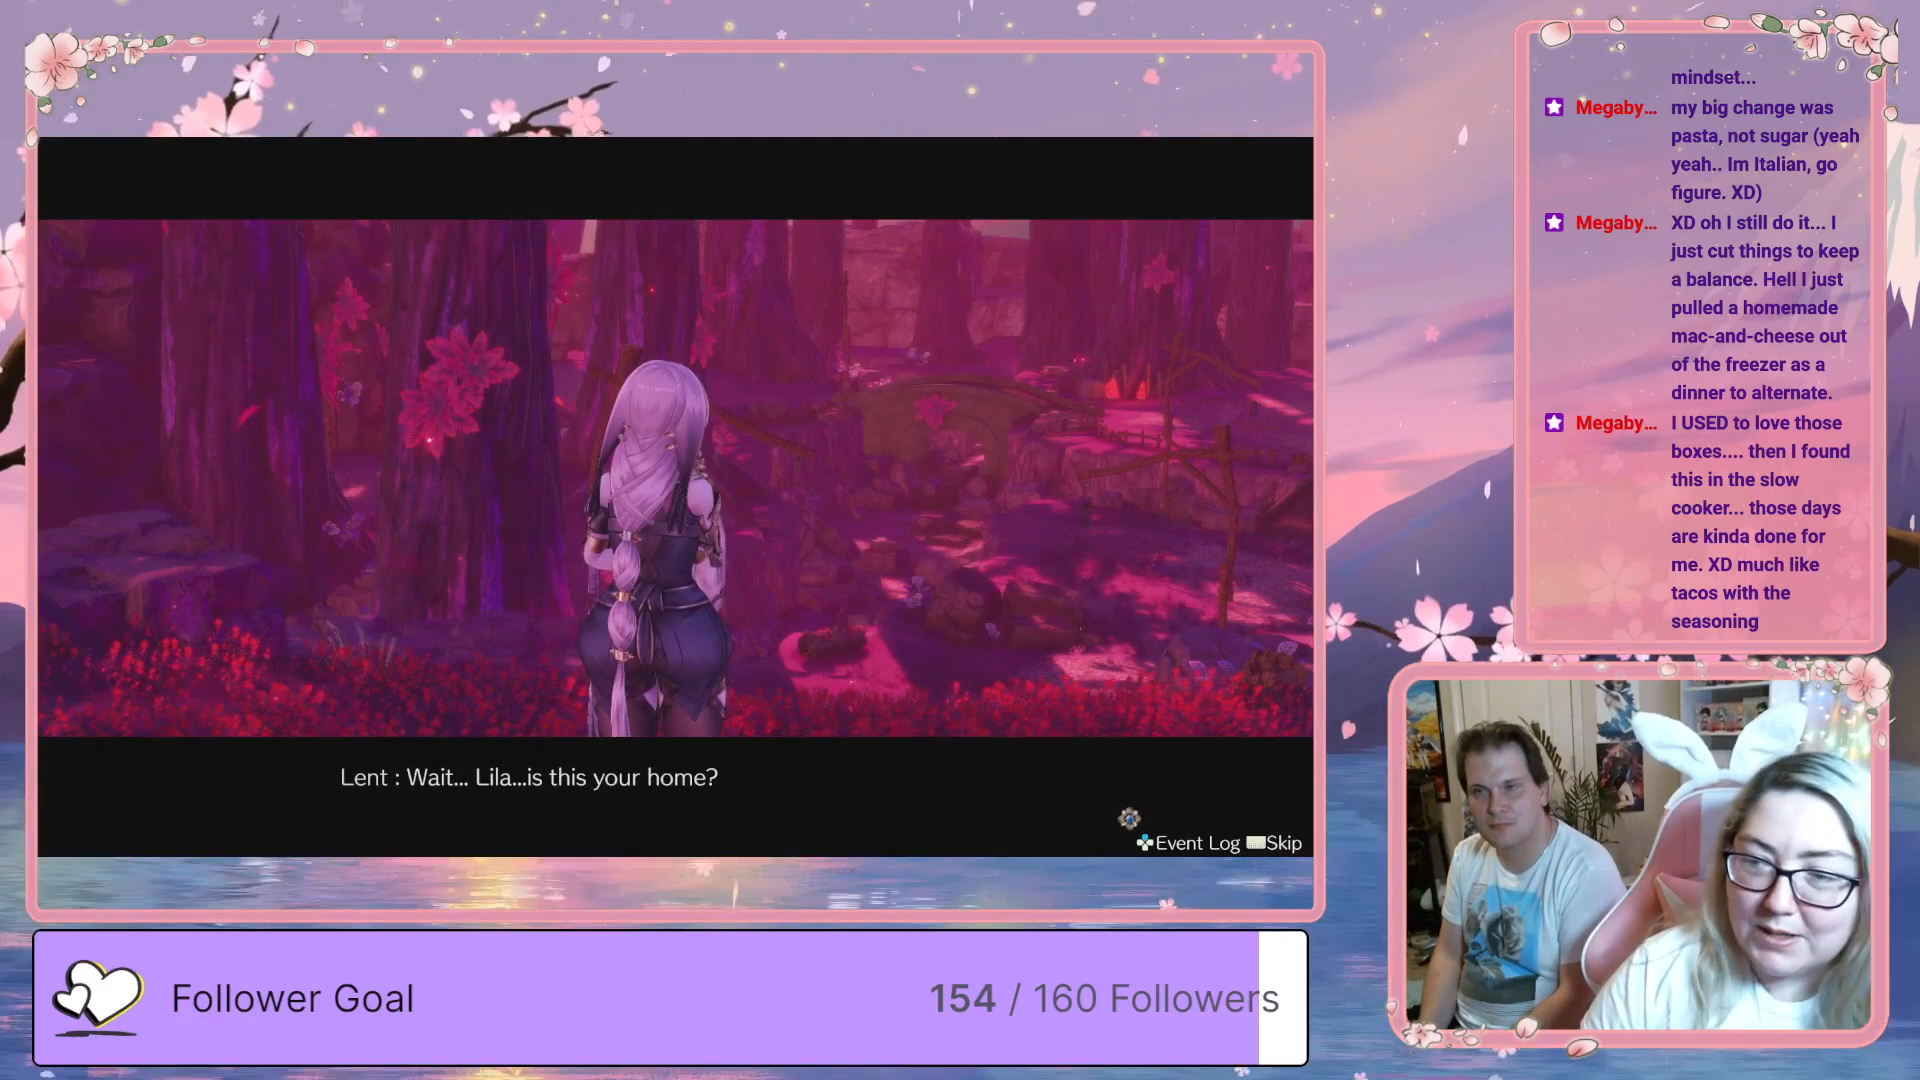 mindset...
Megaby... my big change was
pasta, not sugar (yeah
yeah.. Im Italian, go
figure. XD)
Megaby... XD oh I still do it... I
just cut things to keep
a balance. Hell I just
pulled a homemade
mac-and-cheese out
of the freezer as a
dinner to alternate.
Megaby... I USED to love those
boxes.... then I found
this in the slow
cooker... those days
are kinda done for
me. XD much like
tacos with the
seasoning
Lent : Wait... Lila...is this your home?
Event Log Skip
Follower Goal 154 / 160 Followers